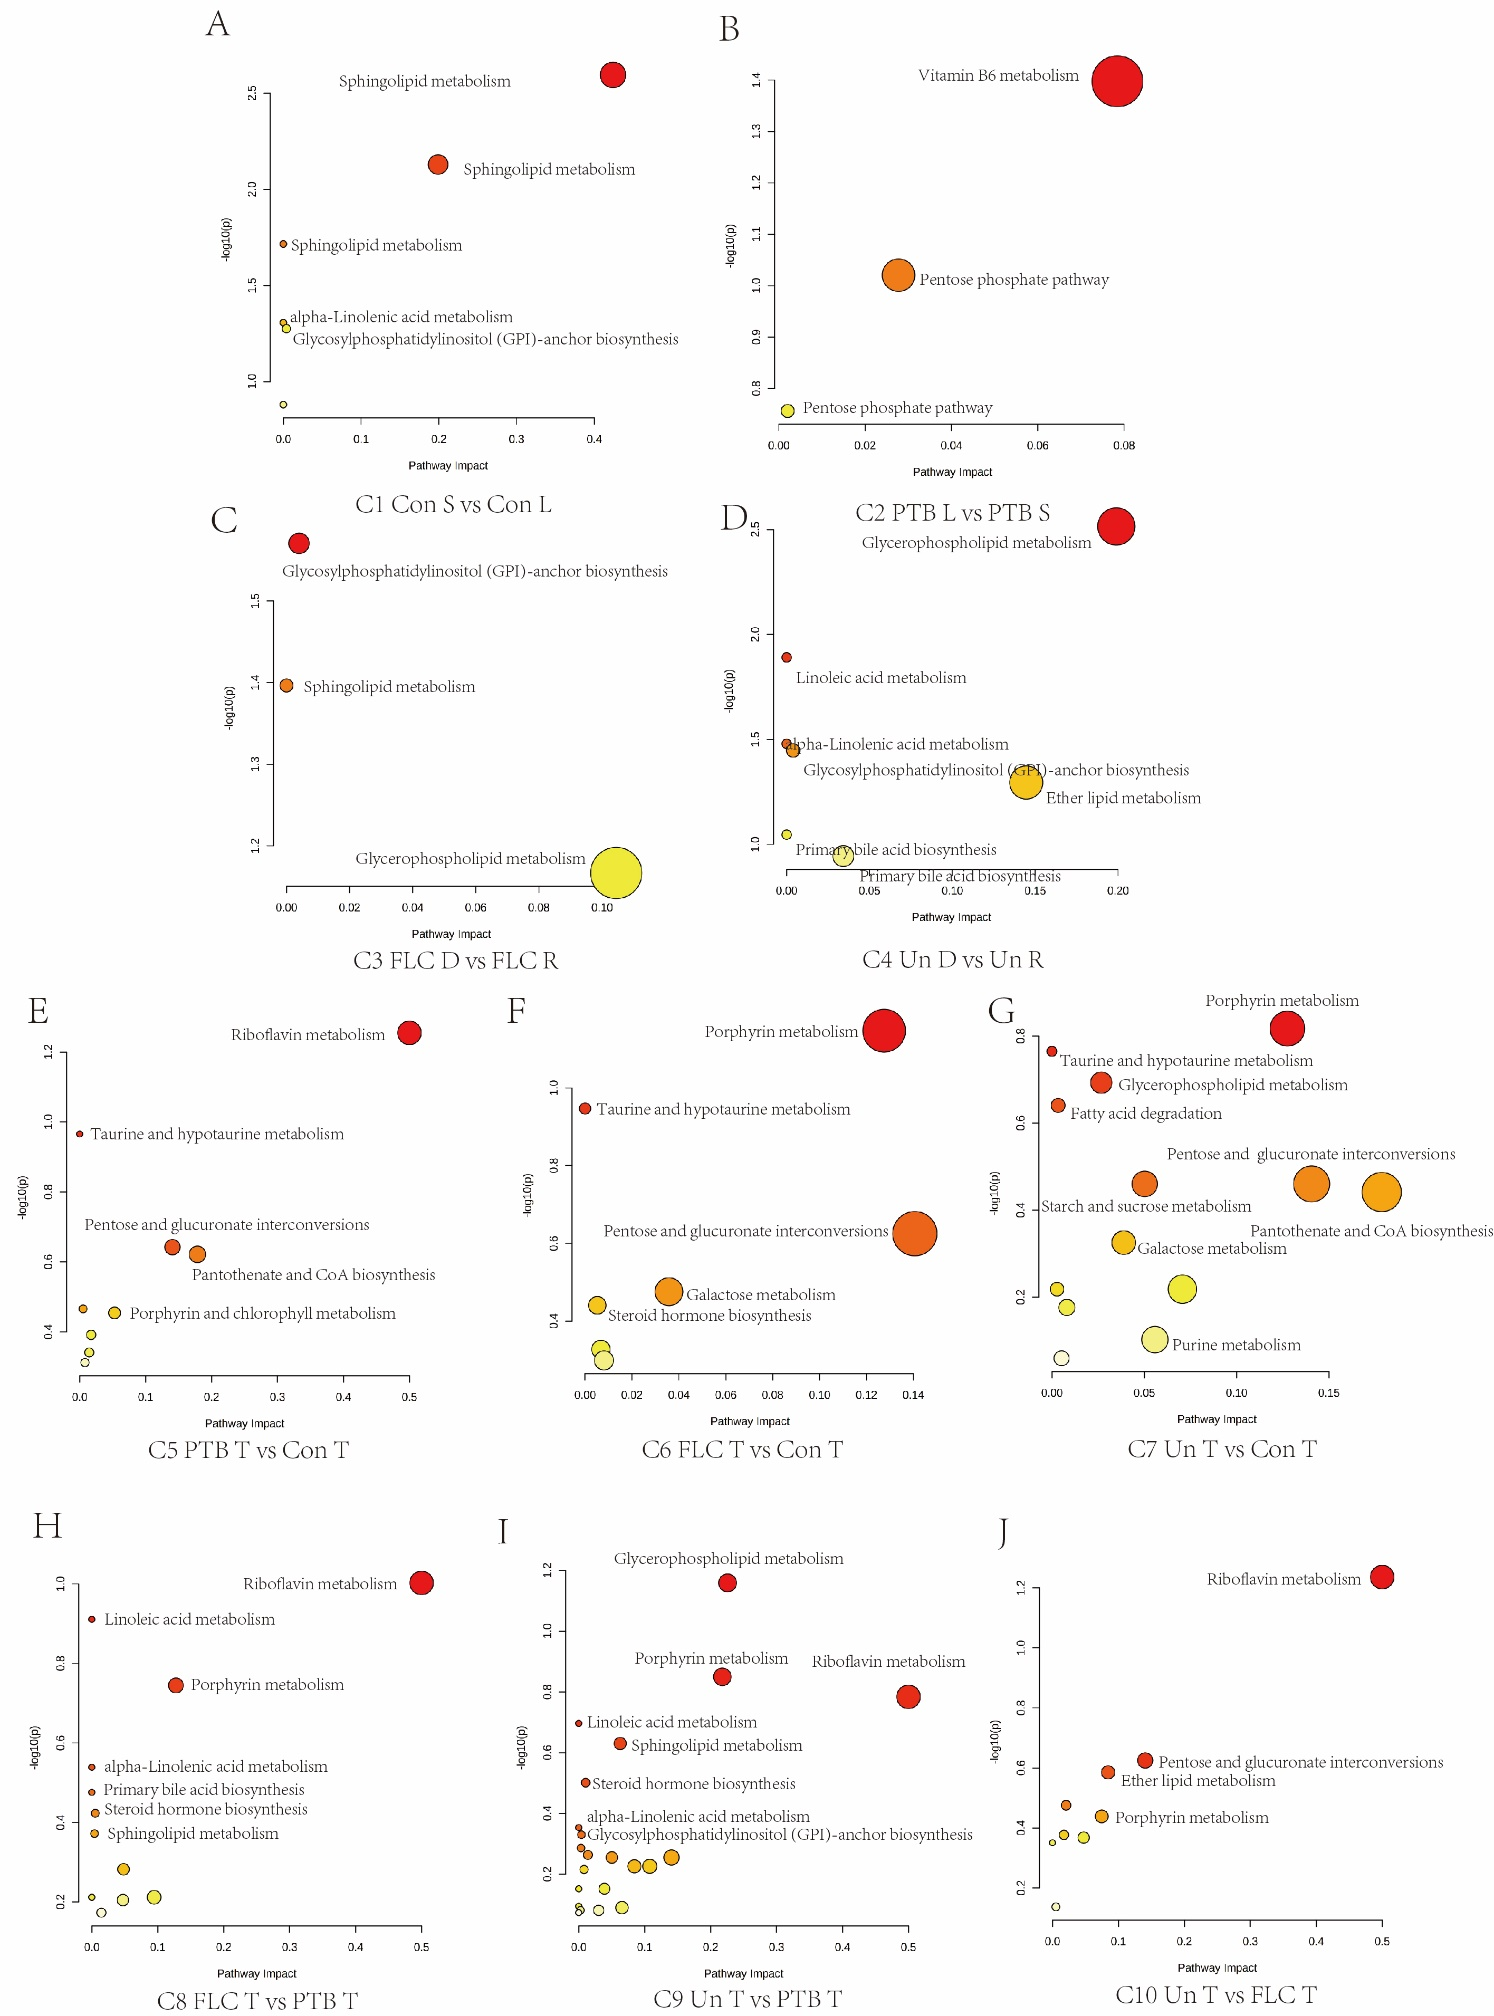 A
Sphingolipid metabolism
2.5
Sphingolipid metabolism
2.0
-log10(p)
Sphingolipid metabolism
1.5
alpha-Linolenic acid metabolism
Glycosylphosphatidylinositol (GPI)-anchor biosynthesis
1.0
0.0 0.1 0.2 0.3 0.4
Pathway Impact
C1 Con S vs Con L
B
Vitamin B6 metabolism
1.4
1.3
1.2
1.1
-log10(p)
Pentose phosphate pathway
1.0
0.9
0.8
Pentose phosphate pathway
0.00 0.02 0.04 0.06 0.08
Pathway Impact
C2 PTB L vs PTB S
C
Glycosylphosphatidylinositol (GPI)-anchor biosynthesis
1.5
1.4
Sphingolipid metabolism
-log10(p)
1.3
1.2
Glycerophospholipid metabolism
0.00 0.02 0.04 0.06 0.08 0.10
Pathway Impact
C3 FLC D vs FLC R
D
2.5
Glycerophospholipid metabolism
2.0
Linoleic acid metabolism
-log10(p)
1.5
alpha-Linolenic acid metabolism
Glycosylphosphatidylinositol (GPI)-anchor biosynthesis
Ether lipid metabolism
1.0
Primary bile acid biosynthesis
Primary bile acid biosynthesis
0.00 0.05 0.10 0.15 0.20
Pathway Impact
C4 Un D vs Un R
E
Riboflavin metabolism
1.2
1.0
Taurine and hypotaurine metabolism
0.8
-log10(p)
Pentose and glucuronate interconversions
0.6
Pantothenate and CoA biosynthesis
Porphyrin and chlorophyll metabolism
0.4
0.0 0.1 0.2 0.3 0.4 0.5
Pathway Impact
C5 PTB T vs Con T
F
Porphyrin metabolism
1.0
Taurine and hypotaurine metabolism
0.8
-log10(p)
Pentose and glucuronate interconversions
0.6
Galactose metabolism
Steroid hormone biosynthesis
0.4
0.00 0.02 0.04 0.06 0.08 0.10 0.12 0.14
Pathway Impact
C6 FLC T vs Con T
G
Porphyrin metabolism
0.8
Taurine and hypotaurine metabolism
Glycerophospholipid metabolism
Fatty acid degradation
0.6
Pentose and glucuronate interconversions
-log10(p)
Starch and sucrose metabolism
0.4
Pantothenate and CoA biosynthesis
Galactose metabolism
0.2
Purine metabolism
0.00 0.05 0.10 0.15
Pathway Impact
C7 Un T vs Con T
H
Riboflavin metabolism
1.0
Linoleic acid metabolism
0.8
Porphyrin metabolism
-log10(p)
0.6
alpha-Linolenic acid metabolism
Primary bile acid biosynthesis
Steroid hormone biosynthesis
0.4
Sphingolipid metabolism
0.2
0.0 0.1 0.2 0.3 0.4 0.5
Pathway Impact
C8 FLC T vs PTB T
I
Glycerophospholipid metabolism
1.2
1.0
Porphyrin metabolism
Riboflavin metabolism
0.8
Linoleic acid metabolism
Sphingolipid metabolism
-log10(p)
0.6
Steroid hormone biosynthesis
alpha-Linolenic acid metabolism
0.4
Glycosylphosphatidylinositol (GPI)-anchor biosynthesis
0.2
0.0 0.1 0.2 0.3 0.4 0.5
Pathway Impact
C9 Un T vs PTB T
J
Riboflavin metabolism
1.2
1.0
0.8
-log10(p)
Pentose and glucuronate interconversions
0.6
Ether lipid metabolism
Porphyrin metabolism
0.4
0.2
0.0 0.1 0.2 0.3 0.4 0.5
Pathway Impact
C10 Un T vs FLC T